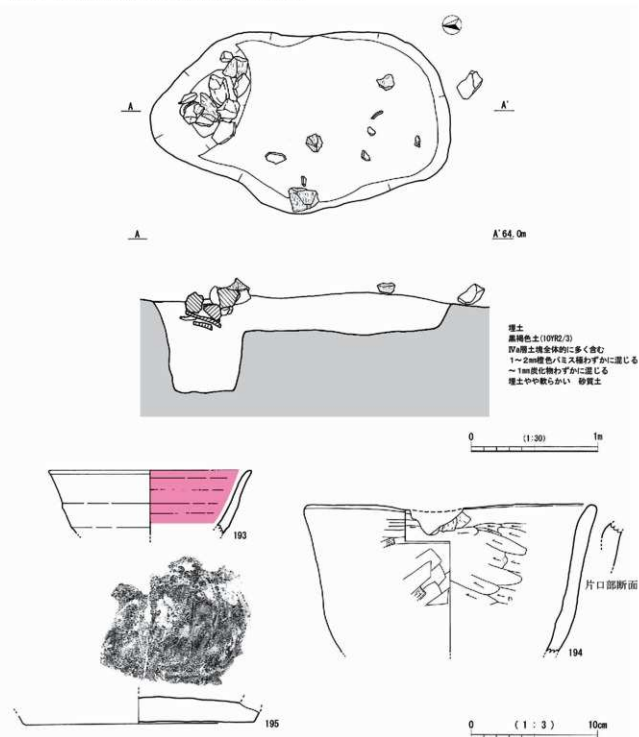 A
A'
A
A'64.0m
埋土
黒褐色土(10YR2/3)
Ⅳa層土塊全体的に多く含む
1～2mm橙色パミス極わずかに混じる
～1mm炭化物わずかに混じる
埋土やや軟らかい 砂質土
0 (1:30) 1m
193
片口部断面
194
195
0 (1:3) 10cm